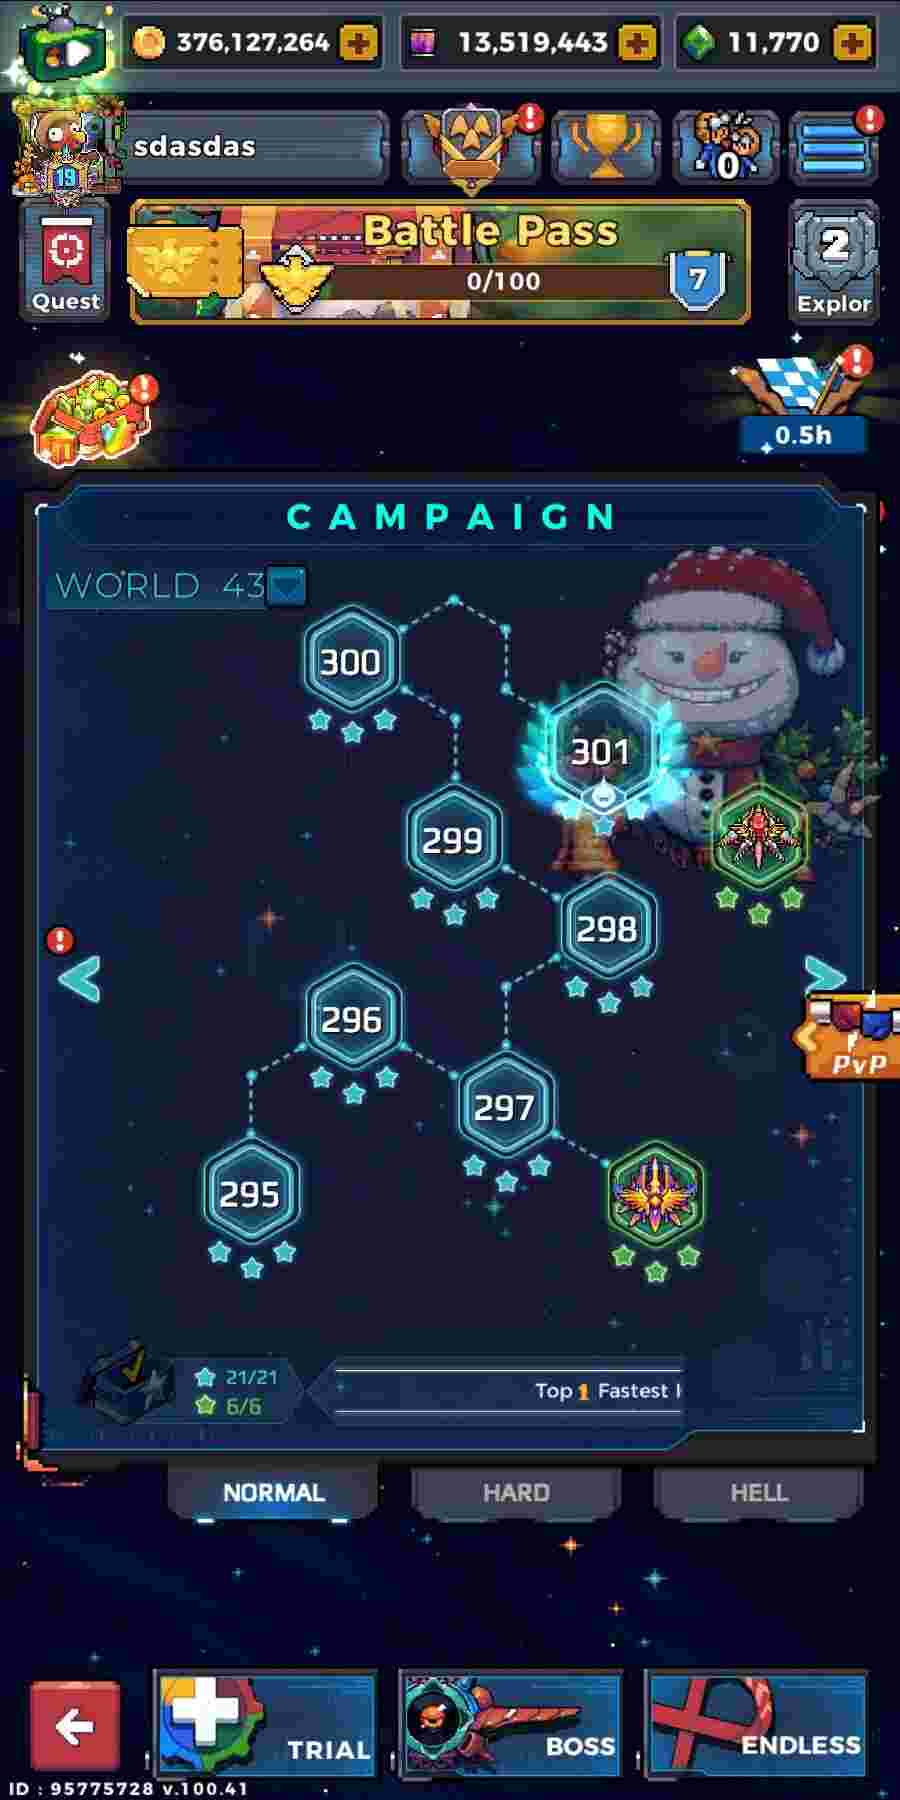 376,127,264
13,519,443
11,770
sdasdas
19
0
Battle Pass
0/100
7
Quest
2
Explor
0.5h
CAMPAIGN
WORLD 43
300
301
299
298
296
297
295
PvP
21/21
6/6
Top 1 Fastest
NORMAL
HARD
HELL
TRIAL
BOSS
ENDLESS
ID : 95775728 v.100.41